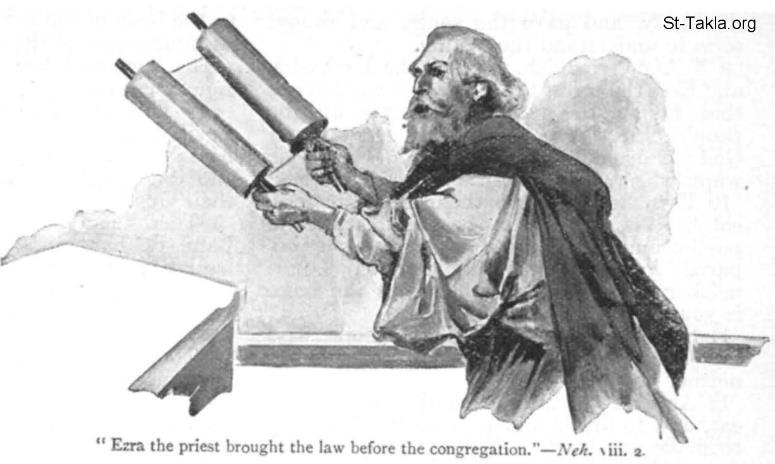 St-Takla.org
“ Ezra the priest brought the law before the congregation.”—Neh. viii. 2.